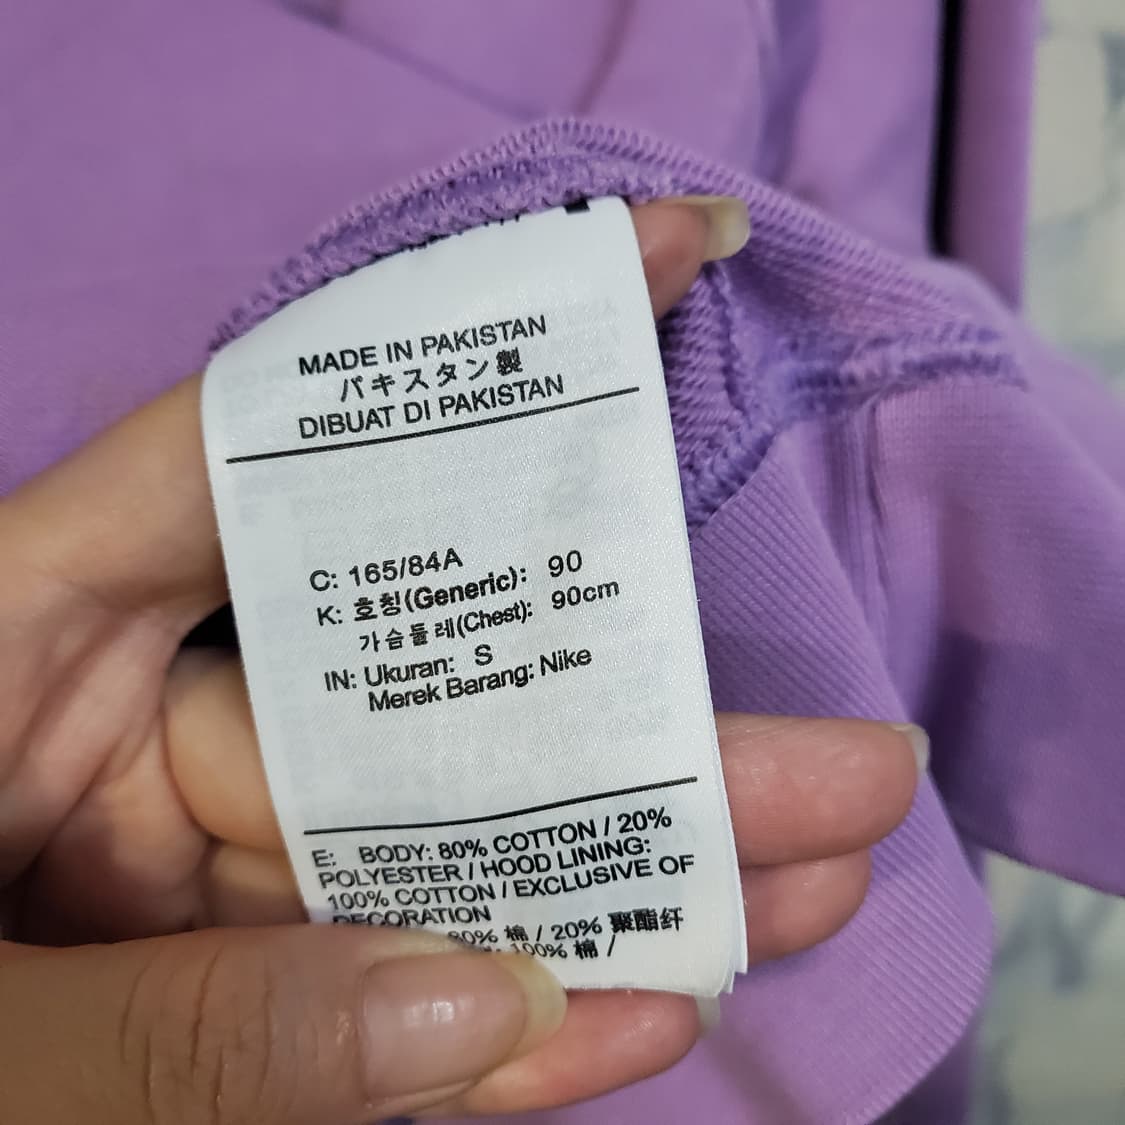 MADE IN PAKISTAN
パキスタン製
DIBUAT DI PAKISTAN
C: 165/84A
K: 호칭(Generic): 90
가슴둘레(Chest): 90cm
IN: Ukuran: S
Merek Barang: Nike
E: BODY: 80% COTTON / 20%
POLYESTER / HOOD LINING:
100% COTTON / EXCLUSIVE OF
DECORATION
80% 棉 / 20% 聚酯纤
100% 棉 /